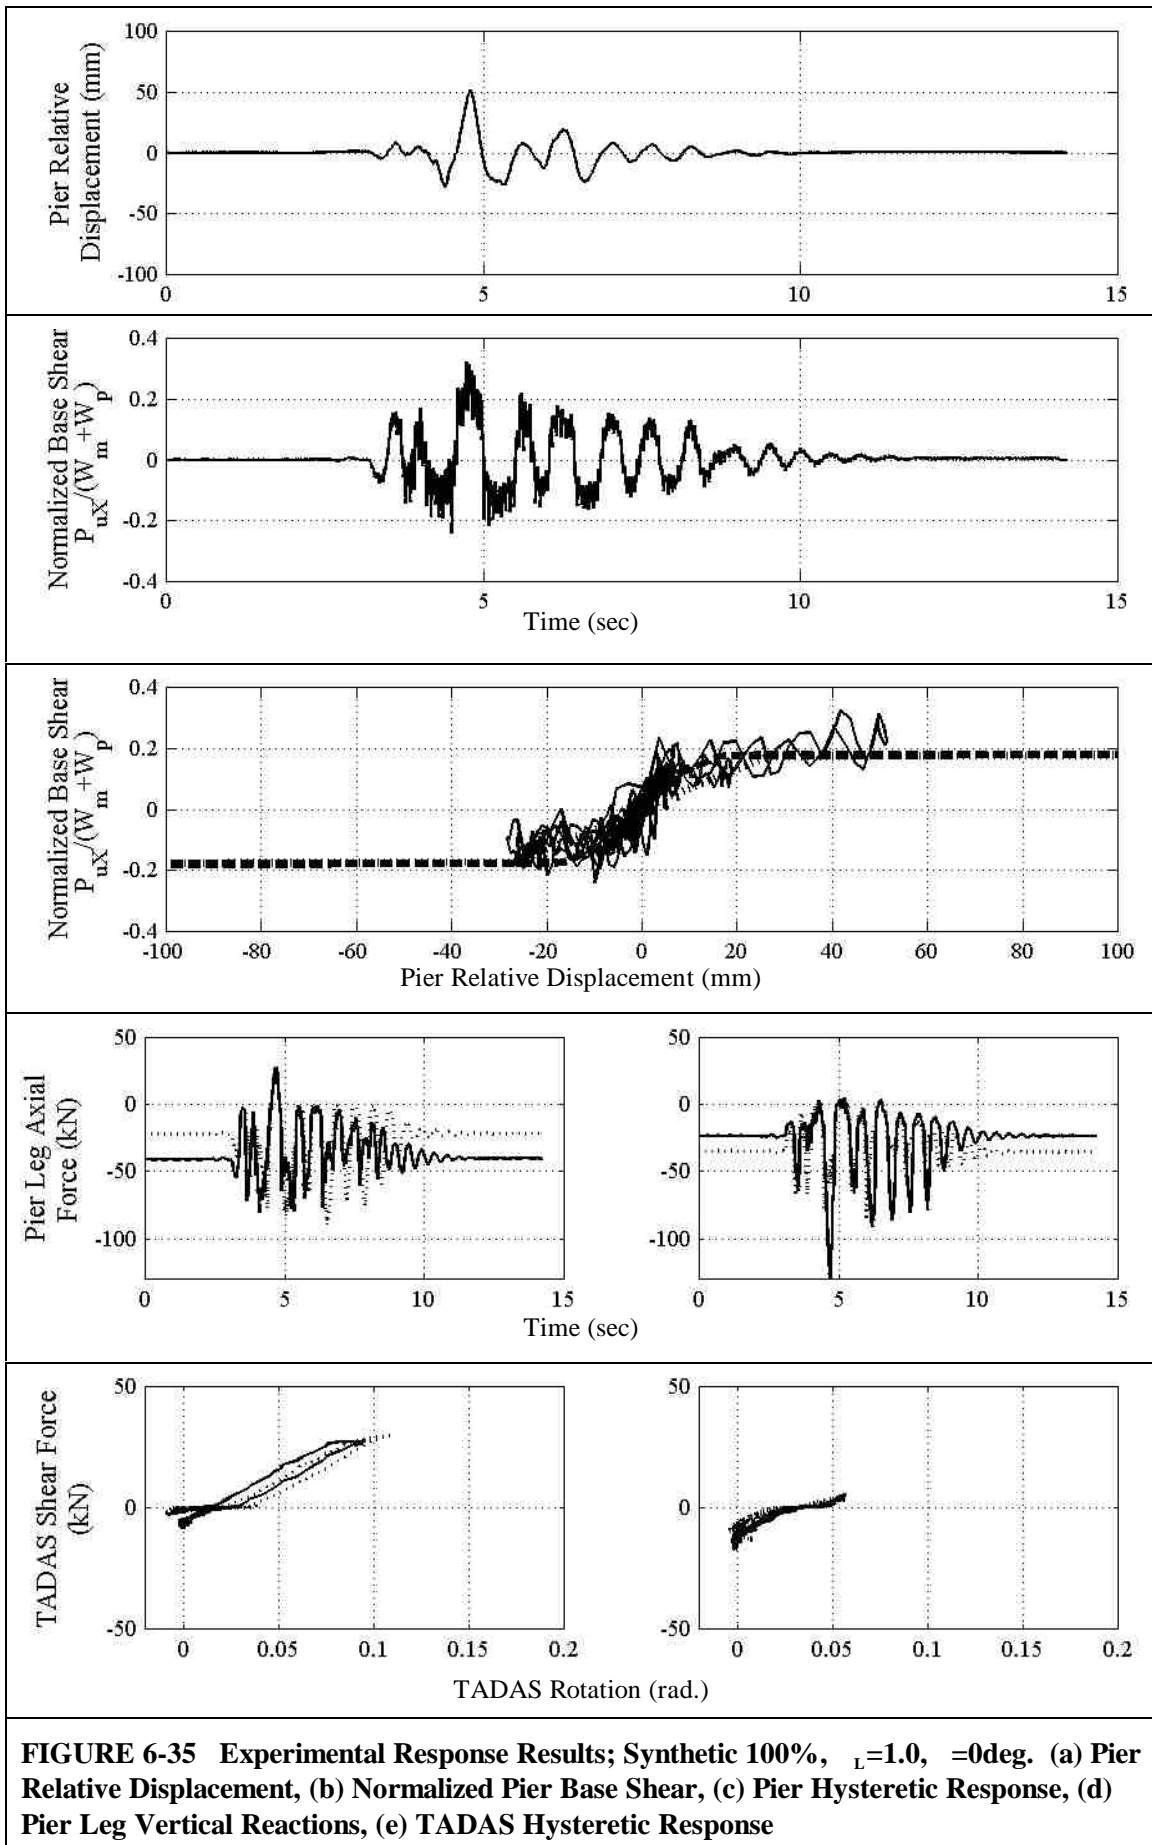 Pier Relative
Displacement (mm)
100
50
0
-50
-100
0 5 10 15
Normalized Base Shear
PuX/(Wm+Wp)
0.4
0.2
0
-0.2
-0.4
0 5 10 15
Time (sec)
Normalized Base Shear
PuX/(Wm+Wp)
0.4
0.2
0
-0.2
-0.4
-100 -80 -60 -40 -20 0 20 40 60 80 100
Pier Relative Displacement (mm)
Pier Leg Axial
Force (kN)
50
0
-50
-100
0 5 10 15
50
0
-50
-100
0 5 10 15
Time (sec)
TADAS Shear Force
(kN)
50
0
-50
0 0.05 0.1 0.15 0.2
50
0
-50
0 0.05 0.1 0.15 0.2
TADAS Rotation (rad.)
FIGURE 6-35 Experimental Response Results; Synthetic 100%, L=1.0, =0deg. (a) Pier
Relative Displacement, (b) Normalized Pier Base Shear, (c) Pier Hysteretic Response, (d)
Pier Leg Vertical Reactions, (e) TADAS Hysteretic Response